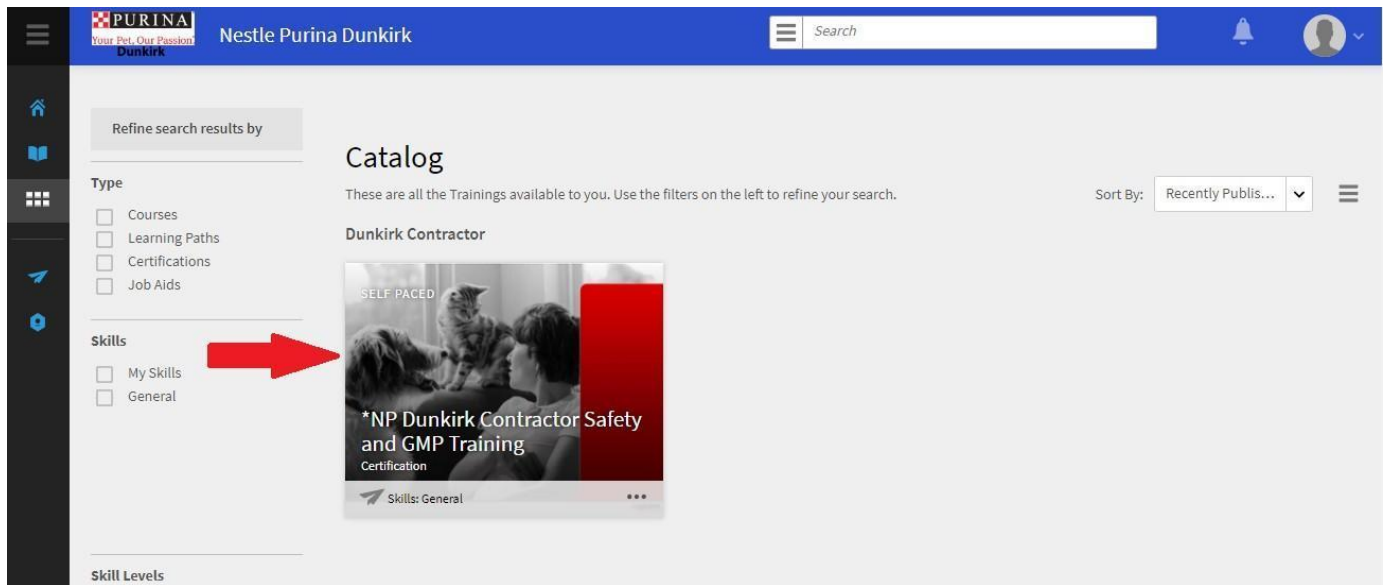 PURINA
Your Pet, Our Passion.
Dunkirk
Nestle Purina Dunkirk
Search
Refine search results by
Type
Courses
Learning Paths
Certifications
Job Aids
Skills
My Skills
General
Skill Levels
Catalog
These are all the Trainings available to you. Use the filters on the left to refine your search.
Sort By:
Recently Publis...
Dunkirk Contractor
SELF PACED
*NP Dunkirk Contractor Safety
and GMP Training
Certification
Skills: General